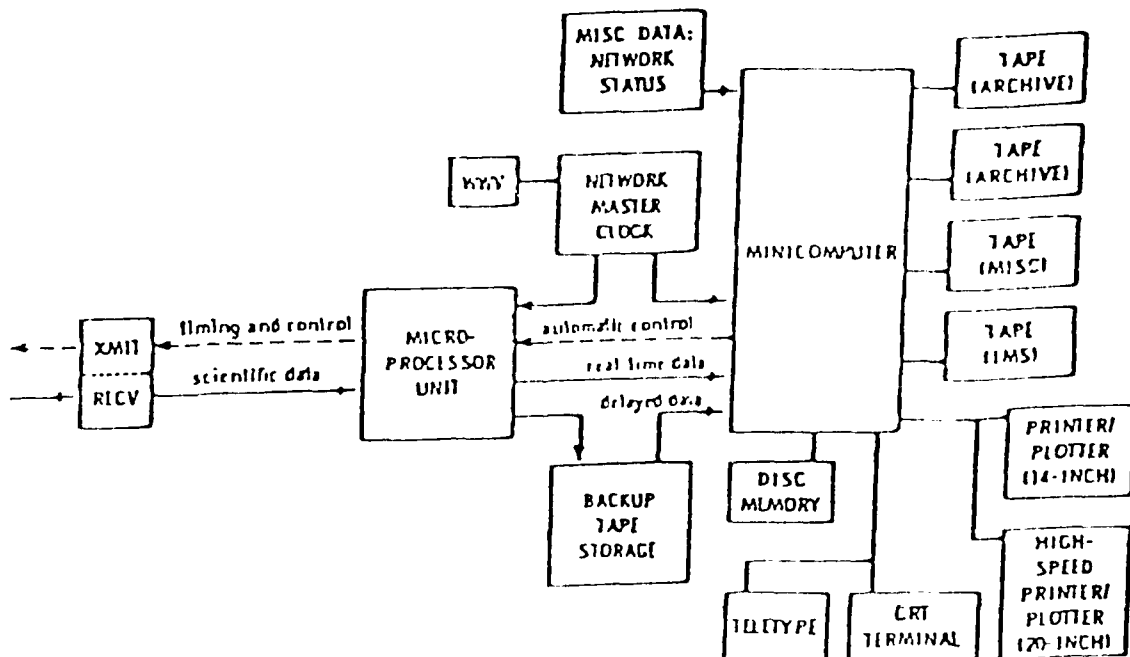 MISC DATA:
NETWORK
STATUS
TAPE
(ARCHIVE)
TAPE
(ARCHIVE)
WWV
NETWORK
MASTER
CLOCK
MINICOMPUTER
TAPE
(MISC)
timing and control
automatic control
XMIT
MICRO-
PROCESSOR
UNIT
TAPE
scientific data
real time data
RECV
delayed data
PRINTER/
PLOTTER
(14-INCH)
DISC
MEMORY
BACKUP
TAPE
STORAGE
HIGH-
SPEED
PRINTER/
PLOTTER
(20-INCH)
TELETYPE
CRT
TERMINAL